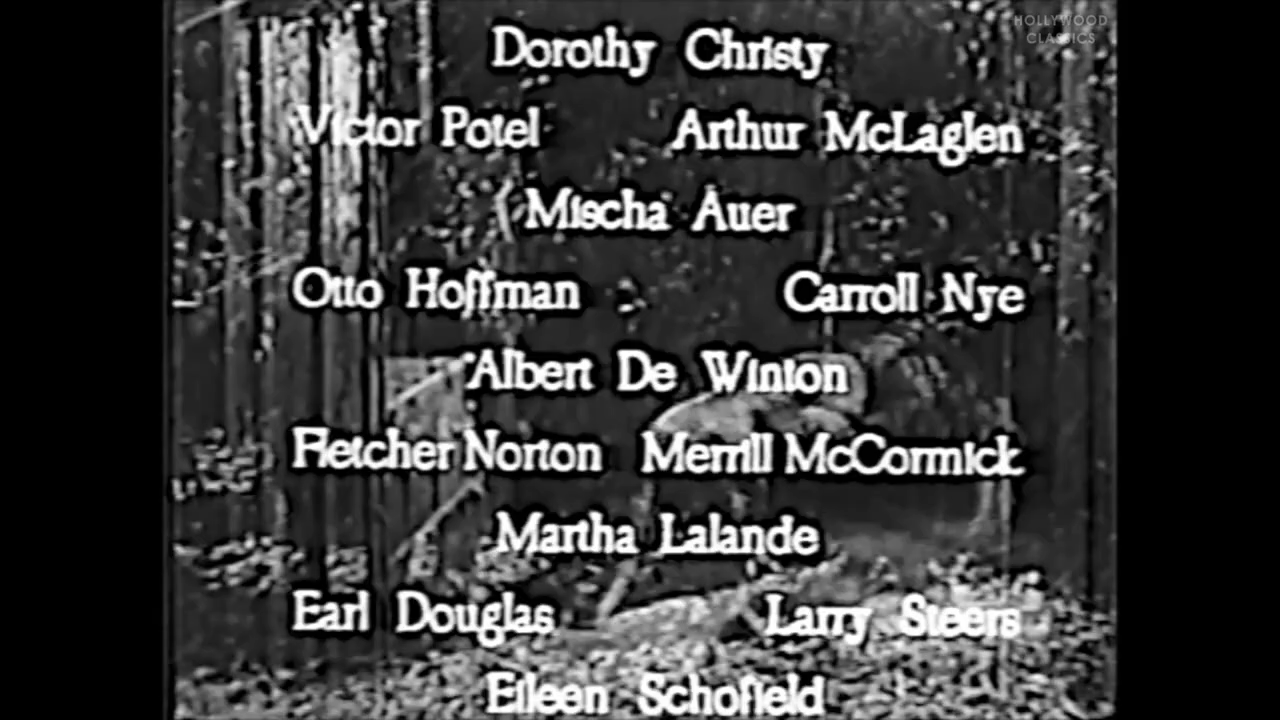 HOLLYWOOD
CLASSICS
Dorothy Christy
Victor Potel Arthur McLaglen
Mischa Auer
Otto Hoffman Carroll Nye
Albert De Winton
Fletcher Norton Merrill McCormick
Martha Lalande
Earl Douglas Larry Steers
Eileen Schofield